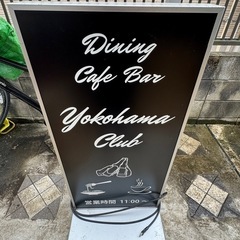 Dining
Cafe Bar
Yokohama
Club
営業時間 11:00~